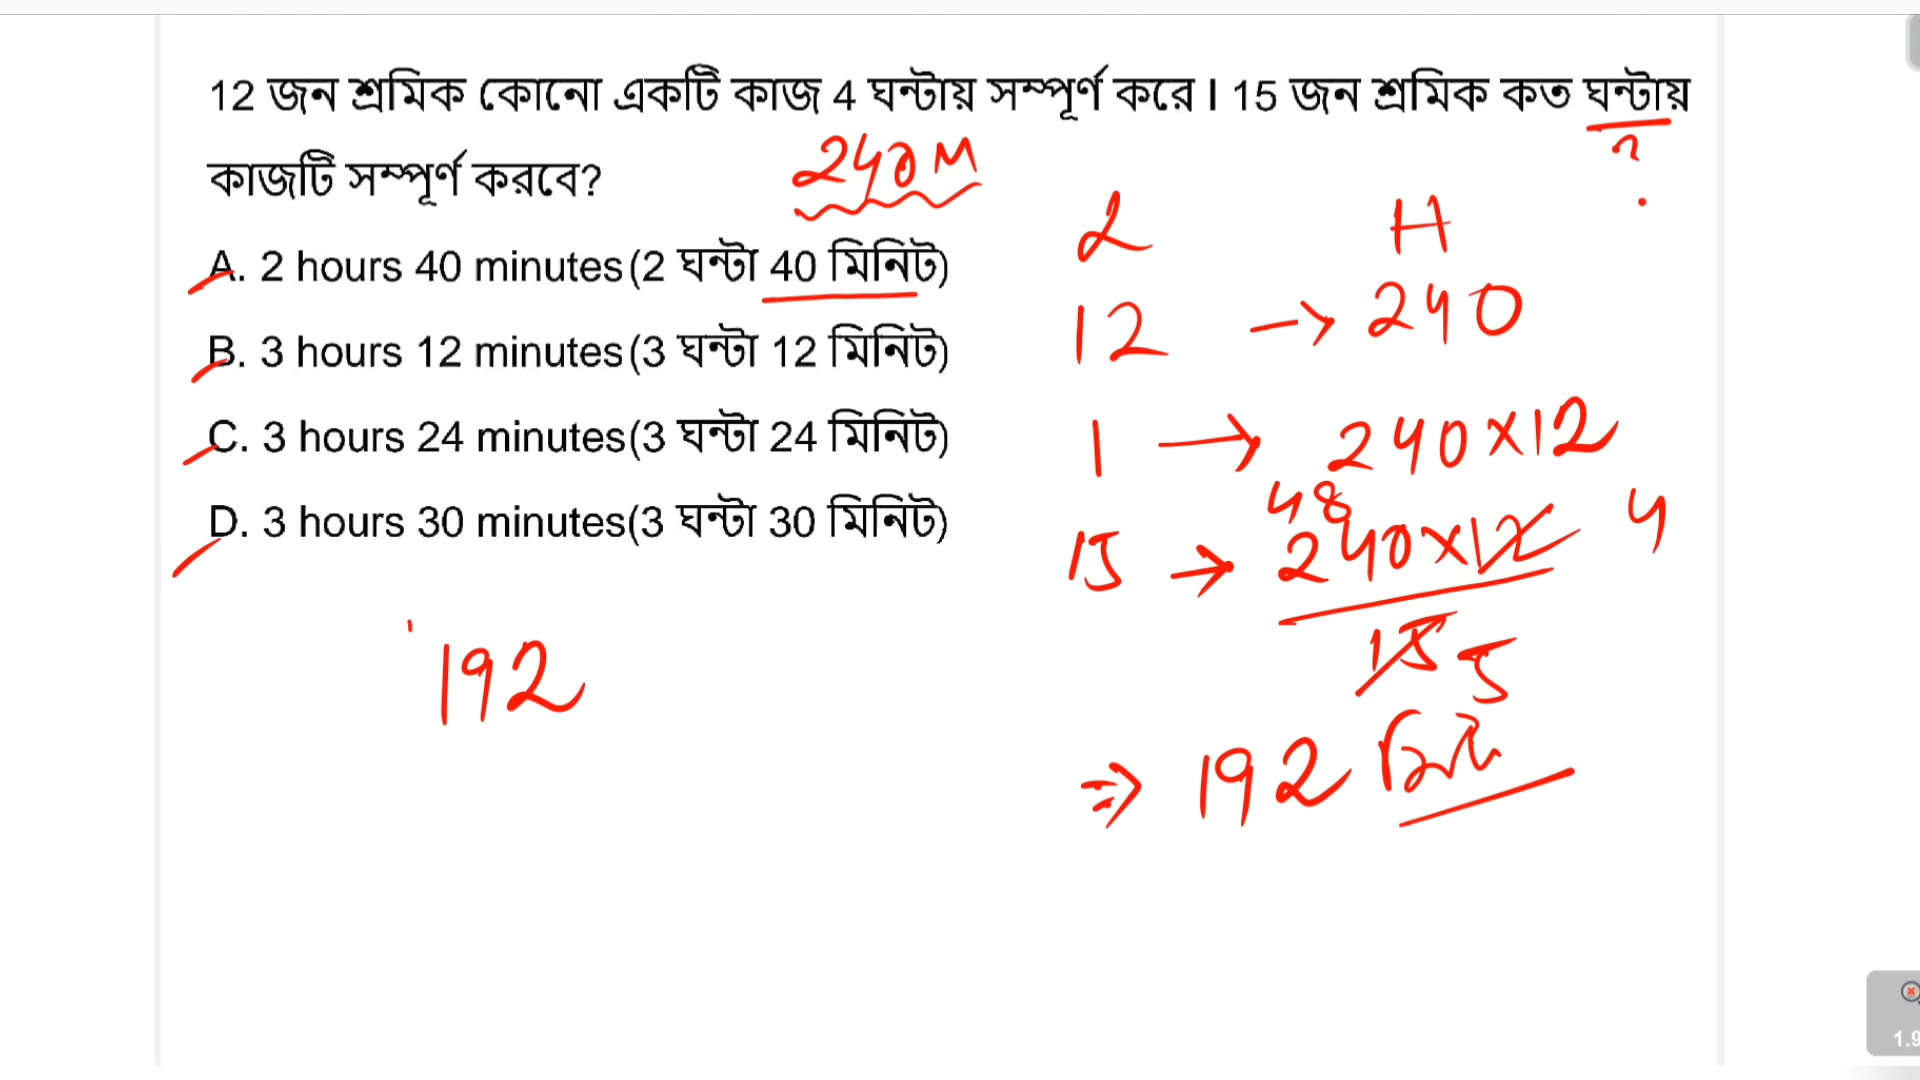 12 জন শ্রমিক কোনো একটি কাজ 4 ঘন্টায় সম্পূর্ণ করে। 15 জন শ্রমিক কত ঘন্টায়
কাজটি সম্পূর্ণ করবে?
240 M
?
A. 2 hours 40 minutes(2 ঘন্টা 40 মিনিট)
B. 3 hours 12 minutes(3 ঘন্টা 12 মিনিট)
C. 3 hours 24 minutes(3 ঘন্টা 24 মিনিট)
D. 3 hours 30 minutes(3 ঘন্টা 30 মিনিট)
L H
12 → 240
1 → 240×12
48 4
15 → 240×12
15 5
⇒ 192
192
1.9